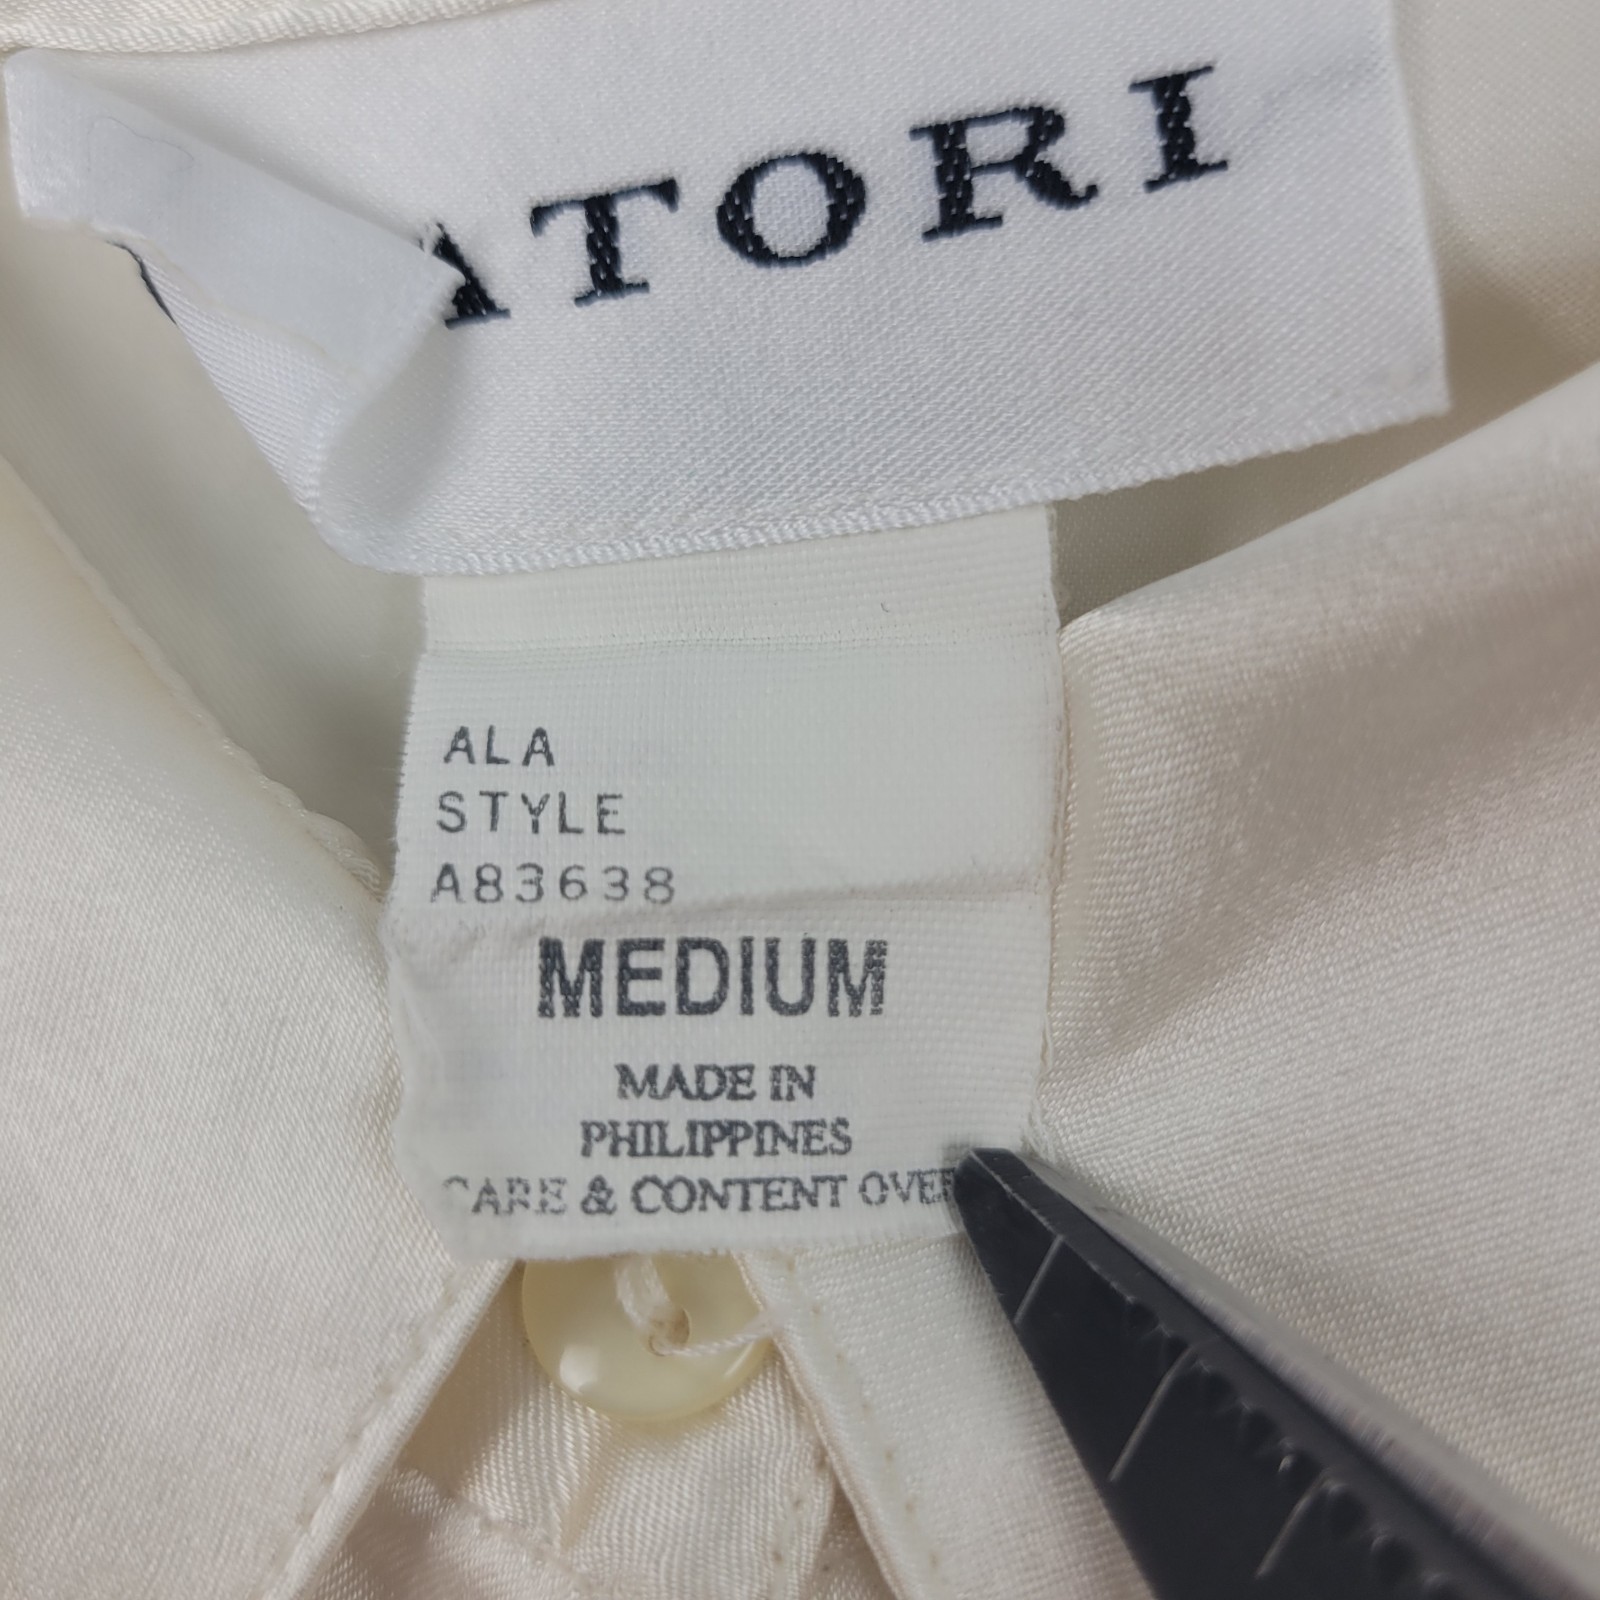 ATORI
ALA
STYLE
A83638
MEDIUM
MADE IN
PHILIPPINES
CARE & CONTENT OVER